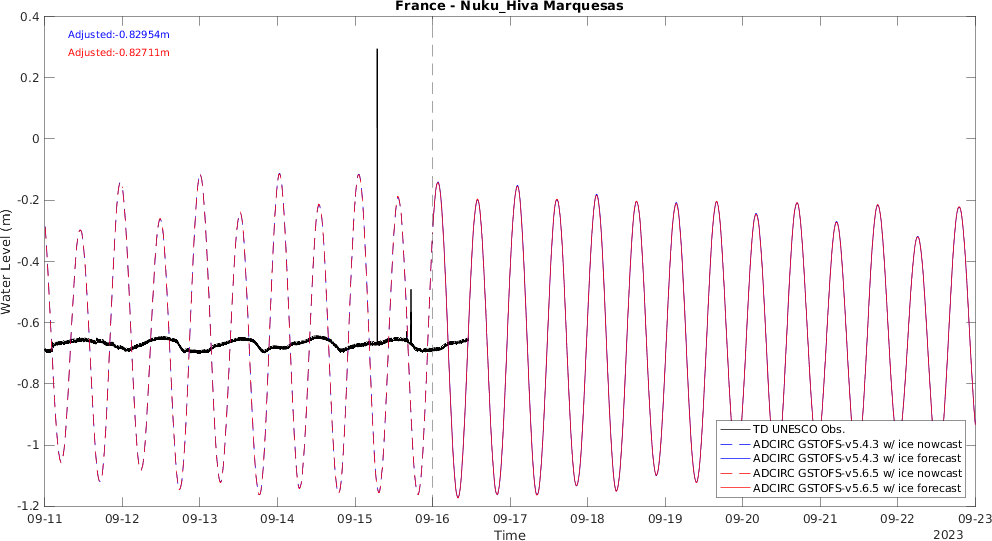 France - Nuku_Hiva Marquesas
Adjusted:-0.82954m
Adjusted:-0.82711m
0.4
0.2
0
-0.2
-0.4
-0.6
-0.8
-1
-1.2
Water Level (m)
TD UNESCO Obs.
ADCIRC GSTOFS-v5.4.3 w/ ice nowcast
ADCIRC GSTOFS-v5.4.3 w/ ice forecast
ADCIRC GSTOFS-v5.6.5 w/ ice nowcast
ADCIRC GSTOFS-v5.6.5 w/ ice forecast
09-11 09-12 09-13 09-14 09-15 09-16 09-17 09-18 09-19 09-20 09-21 09-22 09-23
Time
2023